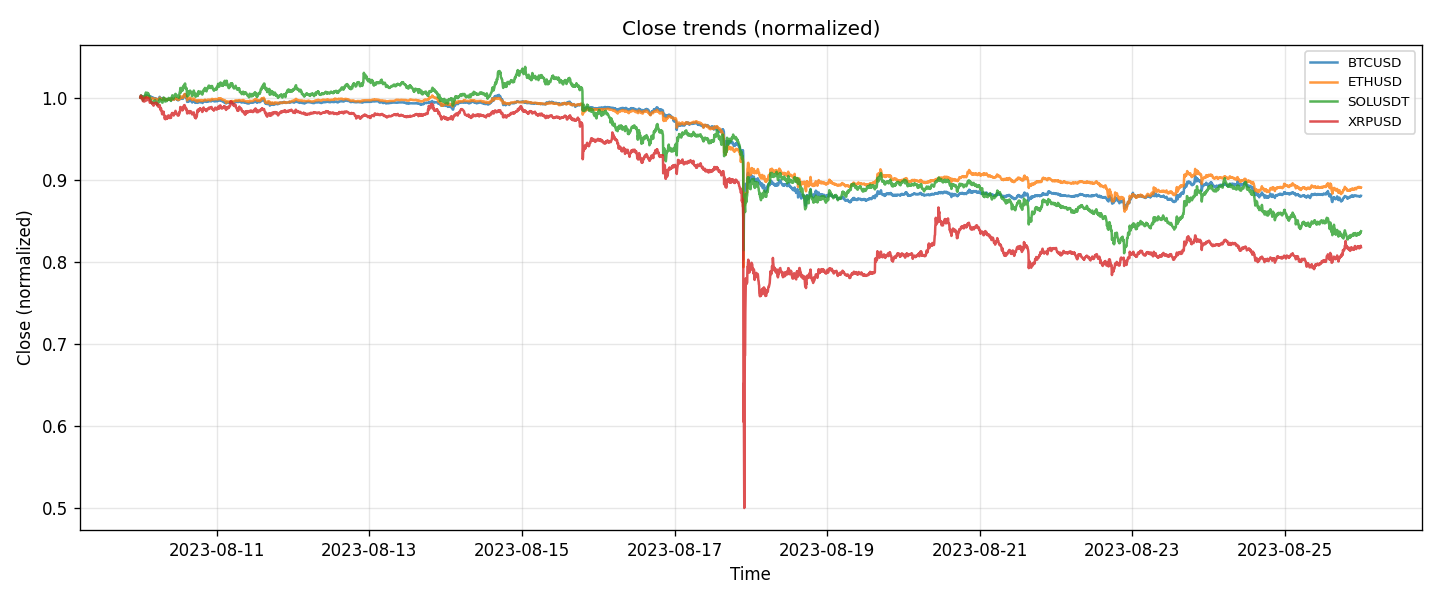 Close trends (normalized)
BTCUSD
ETHUSD
SOLUSDT
XRPUSD
Close (normalized)
1.0
0.9
0.8
0.7
0.6
0.5
2023-08-11
2023-08-13
2023-08-15
2023-08-17
2023-08-19
2023-08-21
2023-08-23
2023-08-25
Time